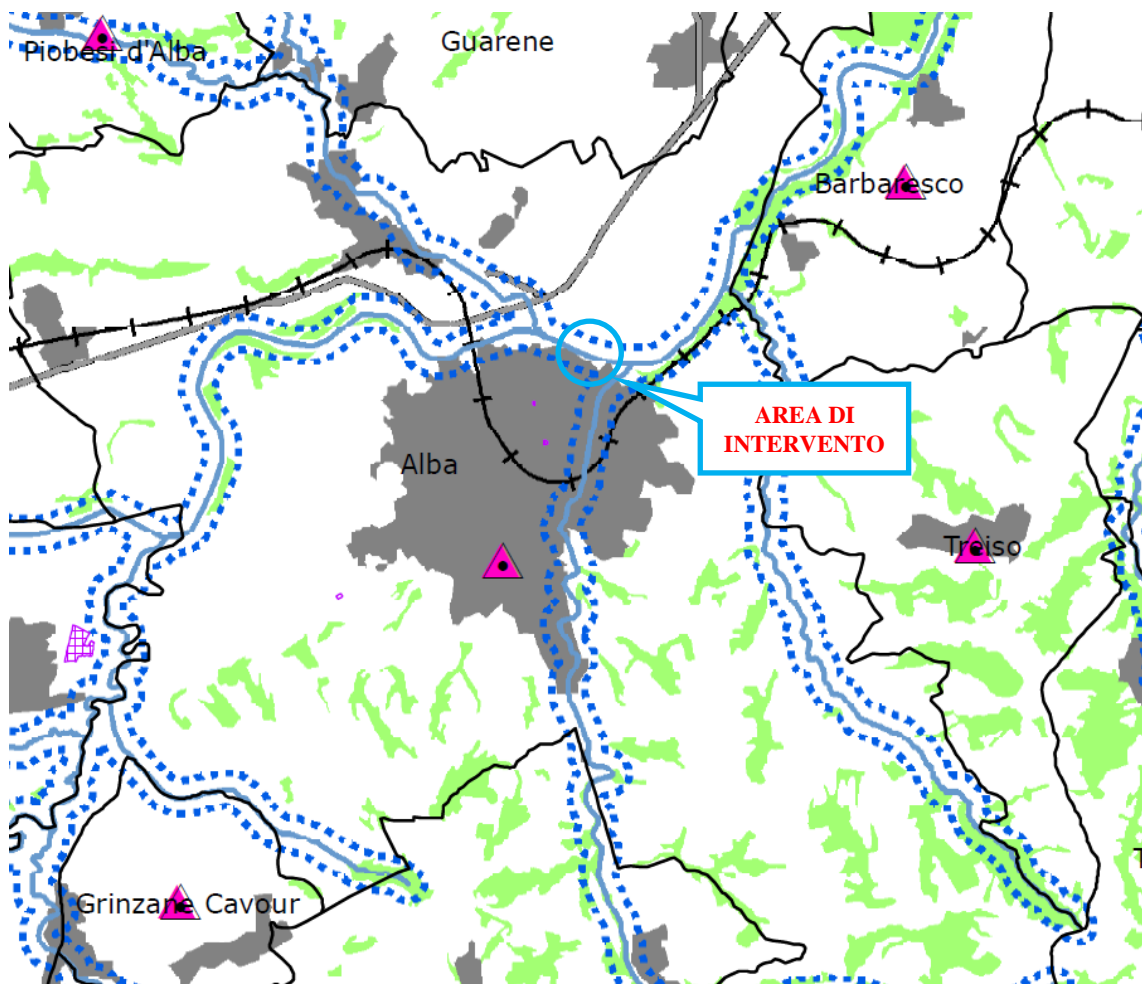 Piobesi d'Alba
Guarene
Barbaresco
AREA DI
INTERVENTO
Alba
Treiso
T
Grinzane Cavour